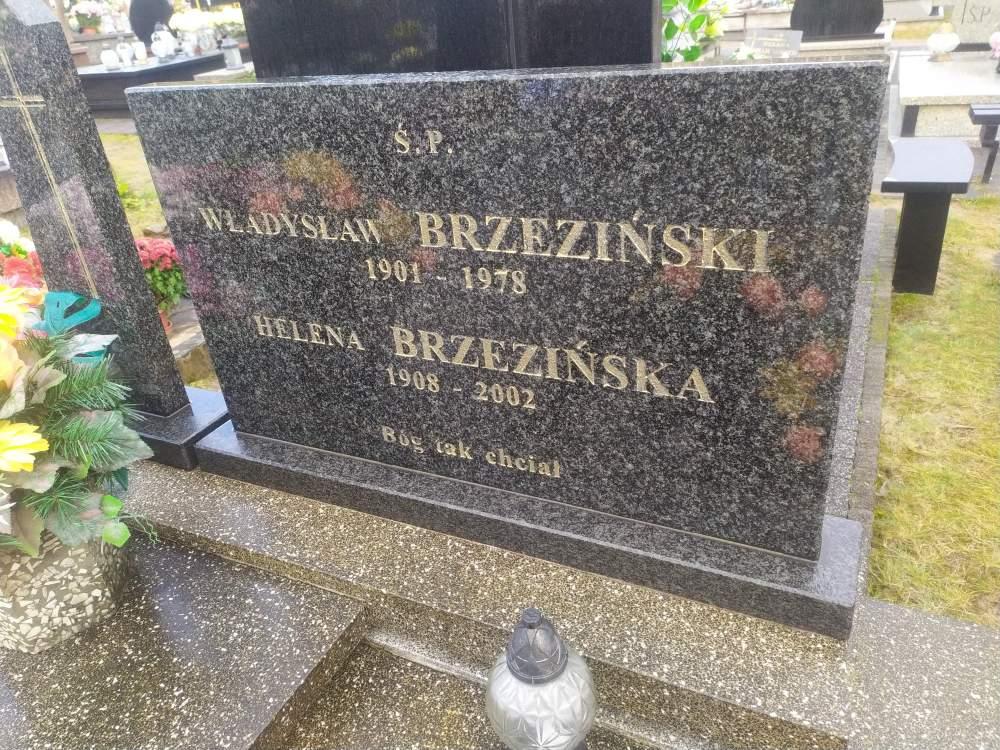 Ś.P.
WŁADYSŁAW BRZEZIŃSKI
1901 - 1978
HELENA BRZEZIŃSKA
1908 - 2002
Bóg tak chciał
Ś.P.